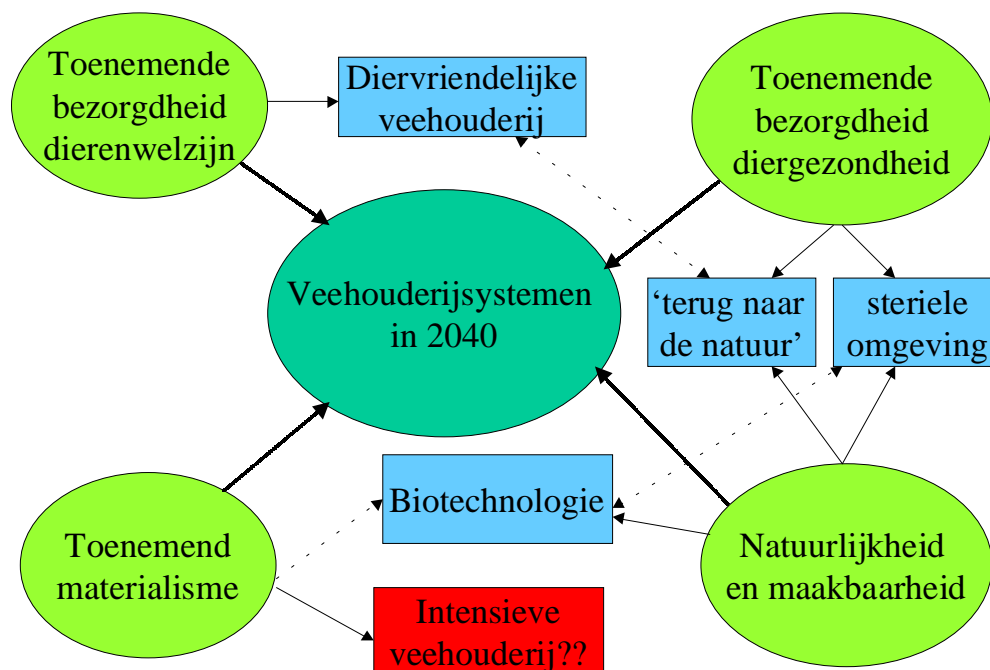 Toenemende
bezorgdheid
dierenwelzijn
Diervriendelijke
veehouderij
Toenemende
bezorgdheid
diergezondheid
Veehouderijsystemen
in 2040
‘terug naar
de natuur’
steriele
omgeving
Toenemend
materialisme
Biotechnologie
Intensieve
veehouderij??
Natuurlijkheid
en maakbaarheid